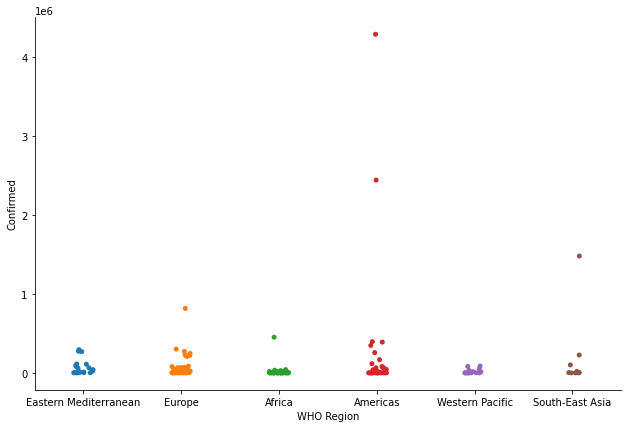 1e6
4
3
2
1
0
Confirmed
Eastern Mediterranean Europe Africa Americas Western Pacific South-East Asia
WHO Region